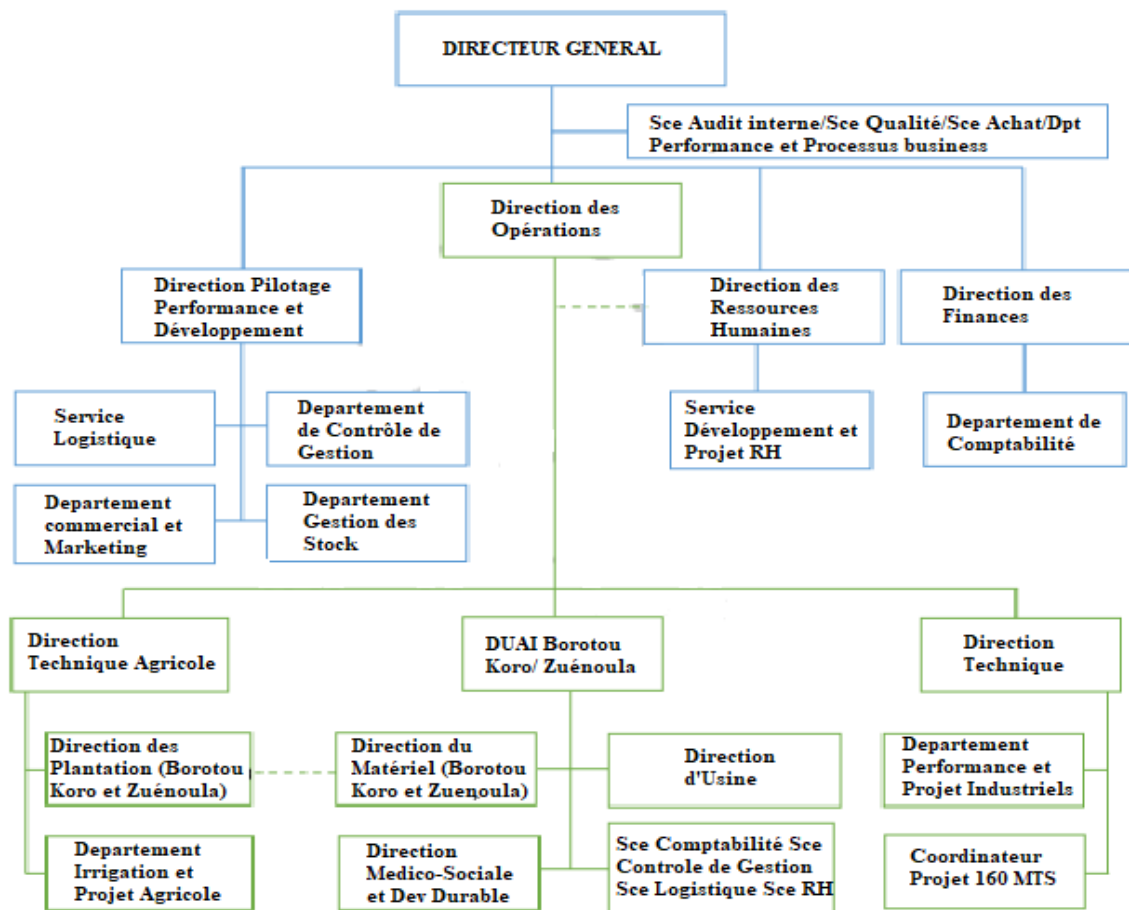 DIRECTEUR GENERAL
Sce Audit interne/Sce Qualité/Sce Achat/Dpt
Performance et Processus business
Direction des
Opérations
Direction Pilotage
Performance et
Développement
Direction des
Ressources
Humaines
Direction des
Finances
Service
Logistique
Departement
de Contrôle de
Gestion
Service
Développement et
Projet RH
Departement de
Comptabilité
Departement
commercial et
Marketing
Departement
Gestion des
Stock
Direction
Technique Agricole
DUAI Borotou
Koro/ Zuénoula
Direction
Technique
Direction des
Plantation (Borotou
Koro et Zuénoula)
Direction du
Matériel (Borotou
Koro et Zuenoula)
Direction
d'Usine
Departement
Performance et
Projet Industriels
Departement
Irrigation et
Projet Agricole
Direction
Medico-Sociale
et Dev Durable
Sce Comptabilité Sce
Controle de Gestion
Sce Logistique Sce RH
Coordinateur
Projet 160 MTS